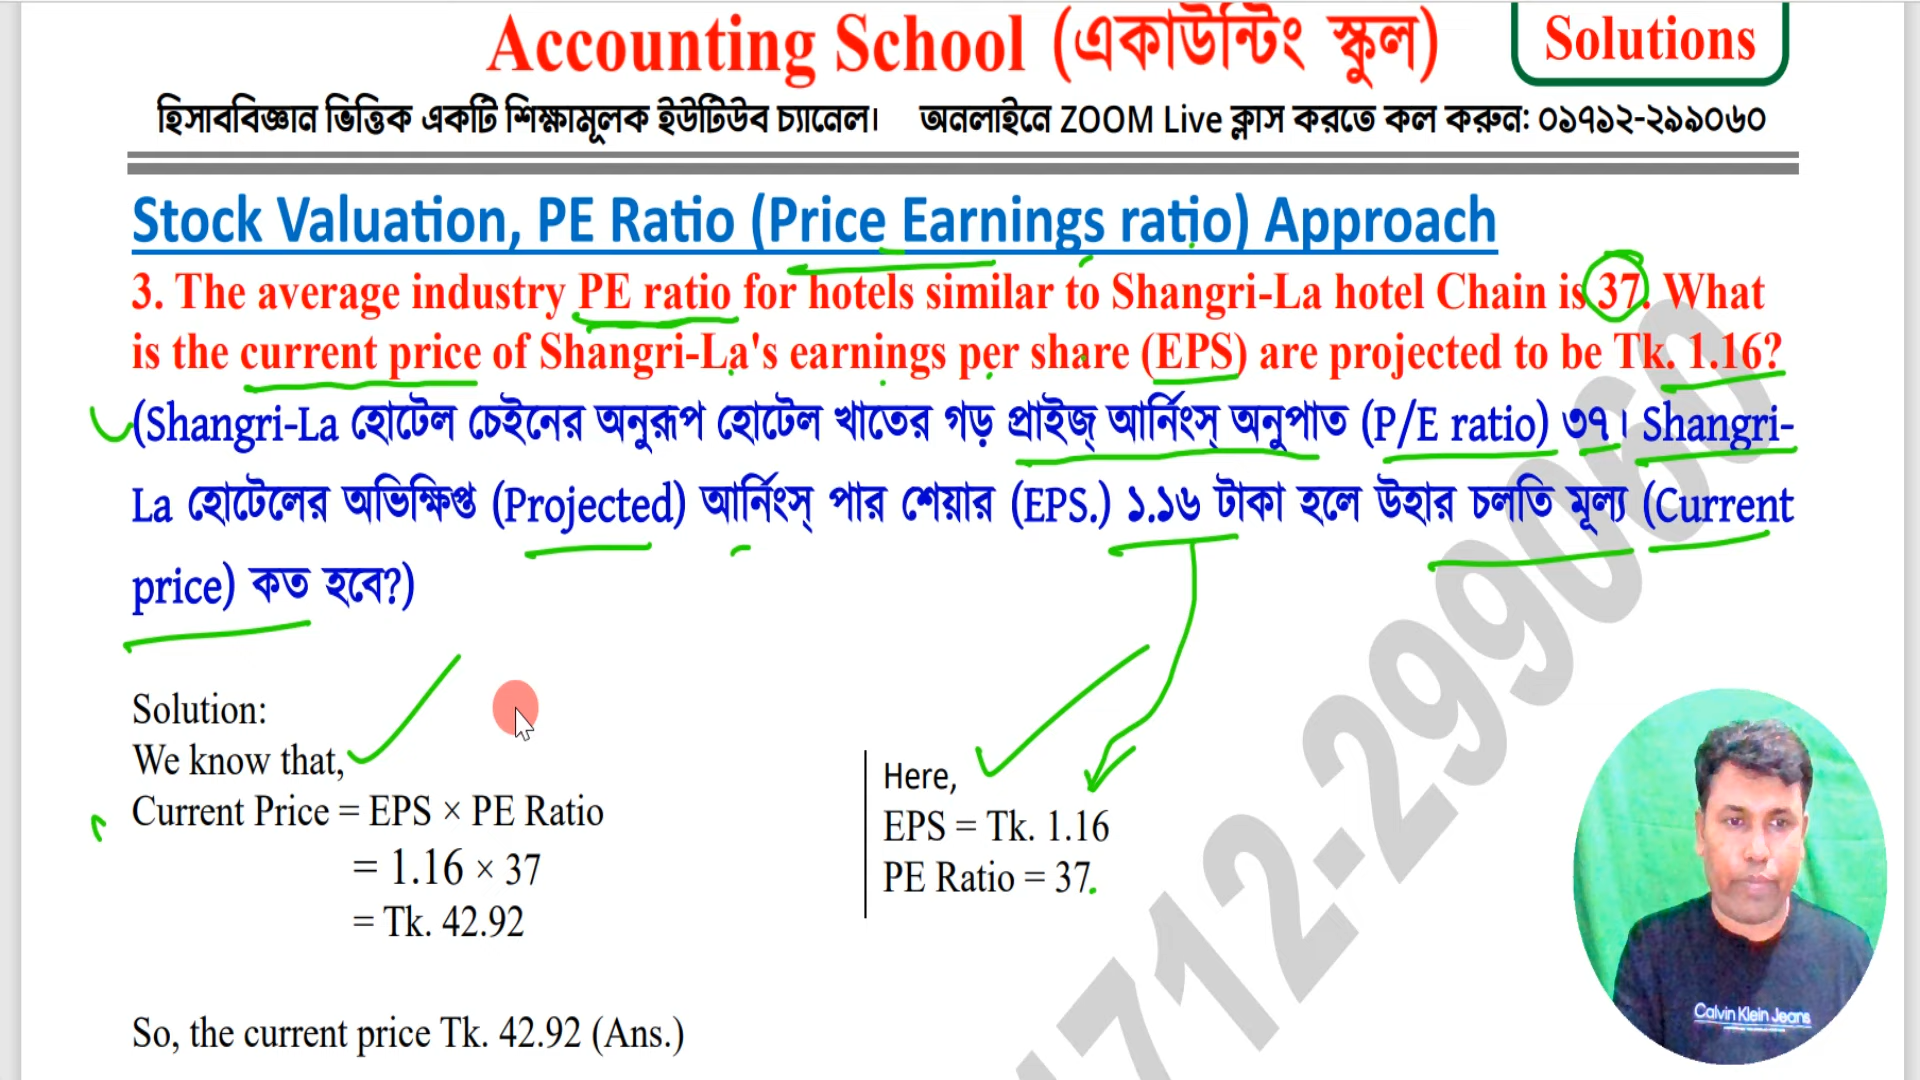 Accounting School (একাউন্টিং স্কুল)
Solutions
হিসাববিজ্ঞান ভিত্তিক একটি শিক্ষামূলক ইউটিউব চ্যানেল। অনলাইনে ZOOM Live ক্লাস করতে কল করুন: ০১৭১২-২৯৯০৬০
Stock Valuation, PE Ratio (Price Earnings ratio) Approach
3. The average industry PE ratio for hotels similar to Shangri-La hotel Chain is 37. What
is the current price of Shangri-La's earnings per share (EPS) are projected to be Tk. 1.16?
(Shangri-La হোটেল চেইনের অনুরূপ হোটেল খাতের গড় প্রাইজ্ আর্নিংস্ অনুপাত (P/E ratio) ৩৭। Shangri-
La হোটেলের অভিক্ষিপ্ত (Projected) আর্নিংস্ পার শেয়ার (EPS.) ১.১৬ টাকা হলে উহার চলতি মূল্য (Current
price) কত হবে?)
Solution:
We know that,
Current Price = EPS × PE Ratio
= 1.16 × 37
= Tk. 42.92
So, the current price Tk. 42.92 (Ans.)
Here,
EPS = Tk. 1.16
PE Ratio = 37.
1712-299060
Calvin Klein Jeans